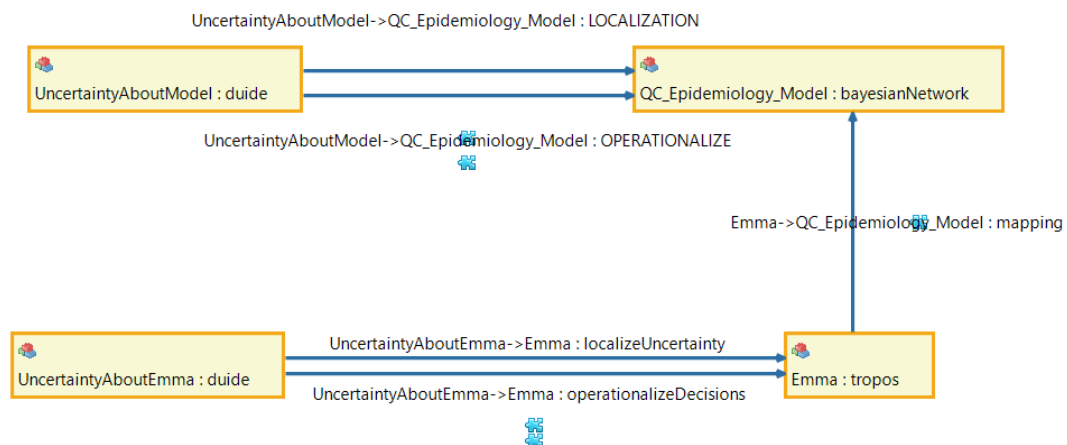 UncertaintyAboutModel->QC_Epidemiology_Model : LOCALIZATION
UncertaintyAboutModel : duide
QC_Epidemiology_Model : bayesianNetwork
UncertaintyAboutModel->QC_Epidemiology_Model : OPERATIONALIZE
Emma->QC_Epidemiology_Model : mapping
UncertaintyAboutEmma->Emma : localizeUncertainty
UncertaintyAboutEmma : duide
Emma : tropos
UncertaintyAboutEmma->Emma : operationalizeDecisions